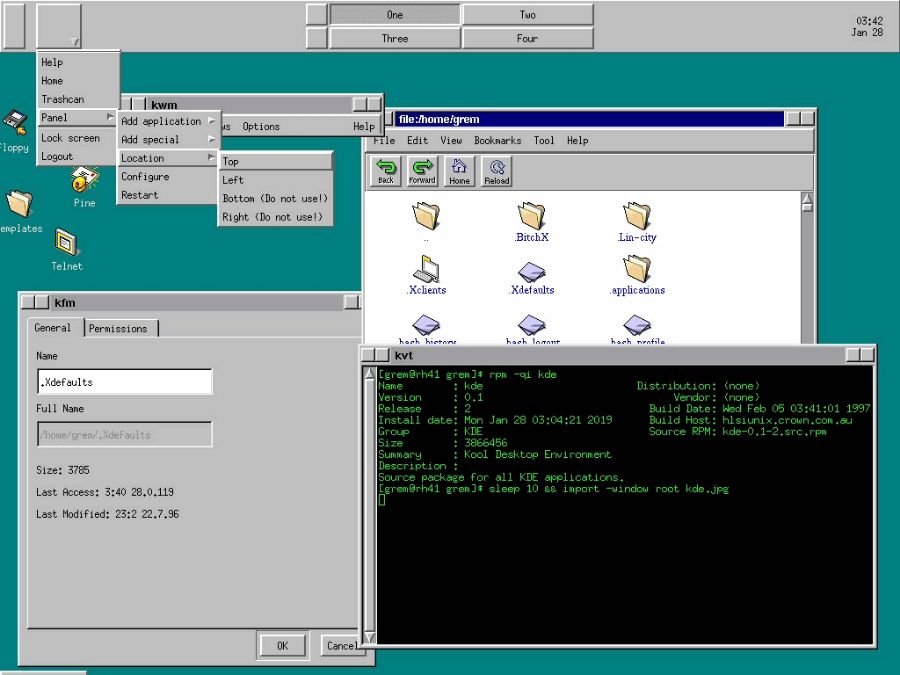 One
Two
Three
Four
03:42
Jan 28
Help
Home
Trashcan
Panel
Lock screen
Logout
Add application
Add special
Location
Configure
Restart
Top
Left
Bottom (Do not use!)
Right (Do not use!)
kwm
Options
Help
Pine
Telnet
file:/home/grem
File Edit View Bookmarks Tool Help
Back Forward Home Reload
..
.BitchX
.Lin-city
.Xclients
.Xdefaults
.applications
kfm
General
Permissions
Name
.Xdefaults
Full Name
/home/grem/.Xdefaults
Size: 3785
Last Access: 3:40 28.0.119
Last Modified: 23:2 22.7.96
OK
Cancel
kvt
[grem@rh41 grem]# rpm -qi kde
Name : kde Distribution: (none)
Version : 0.1 Vendor: (none)
Release : 2 Build Date: Wed Feb 05 03:41:01 1997
Install date: Mon Jan 28 03:04:21 2019 Build Host: hlsiunix.crown.com.au
Group : KDE Source RPM: kde-0.1-2.src.rpm
Size : 3866456
Summary : Kool Desktop Environment
Description :
Source package for all KDE applications.
[grem@rh41 grem]# sleep 10 && import -window root kde.jpg